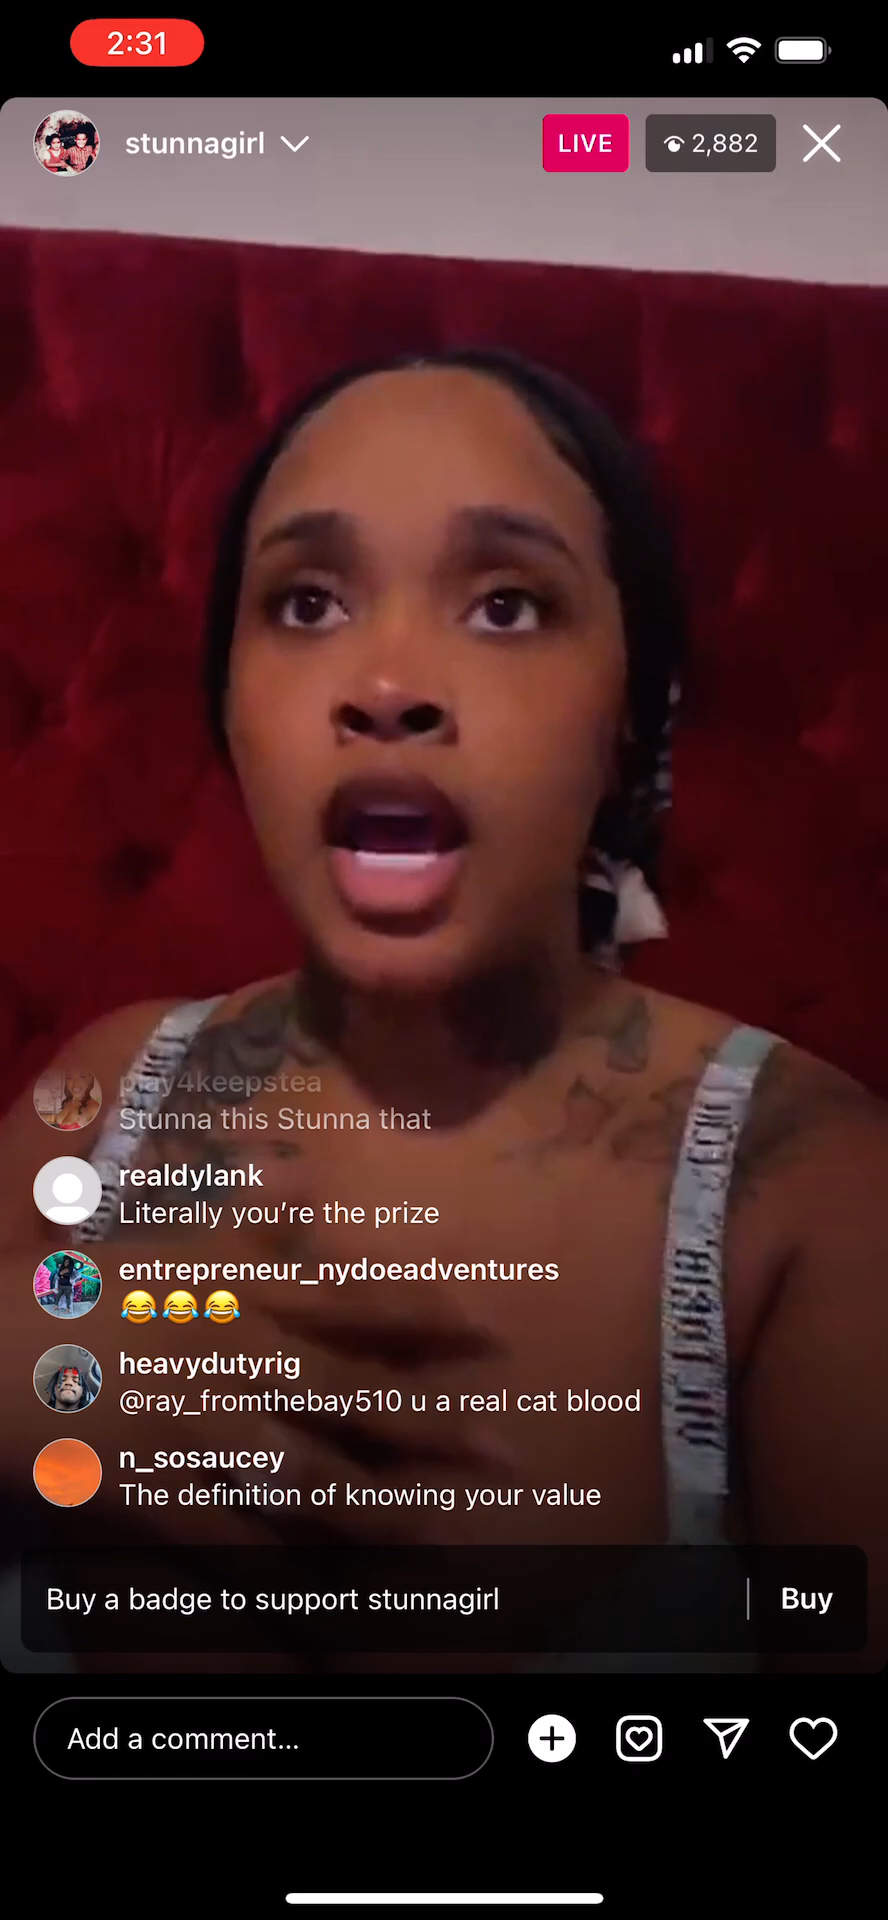 2:31
stunnagirl
LIVE
2,882
play4keepstea
Stunna this Stunna that
realdylank
Literally you’re the prize
entrepreneur_nydoeadventures
😂😂😂
heavydutyrig
@ray_fromthebay510 u a real cat blood
n_sosaucey
The definition of knowing your value
Buy a badge to support stunnagirl
Buy
Add a comment...